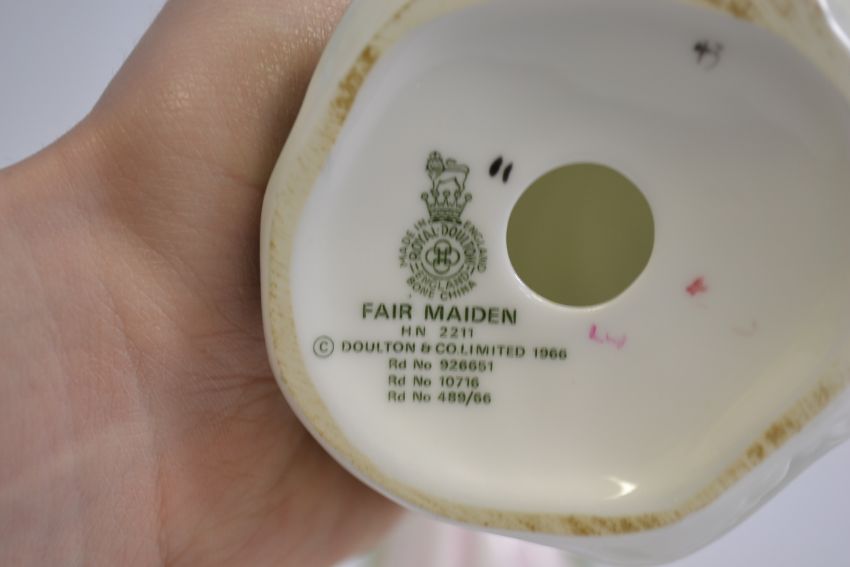 MADE IN ENGLAND
ROYAL DOULTON
ENGLAND
BONE CHINA
FAIR MAIDEN
HN 2211
© DOULTON & CO.LIMITED 1966
Rd No 926651
Rd No 10716
Rd No 489/66